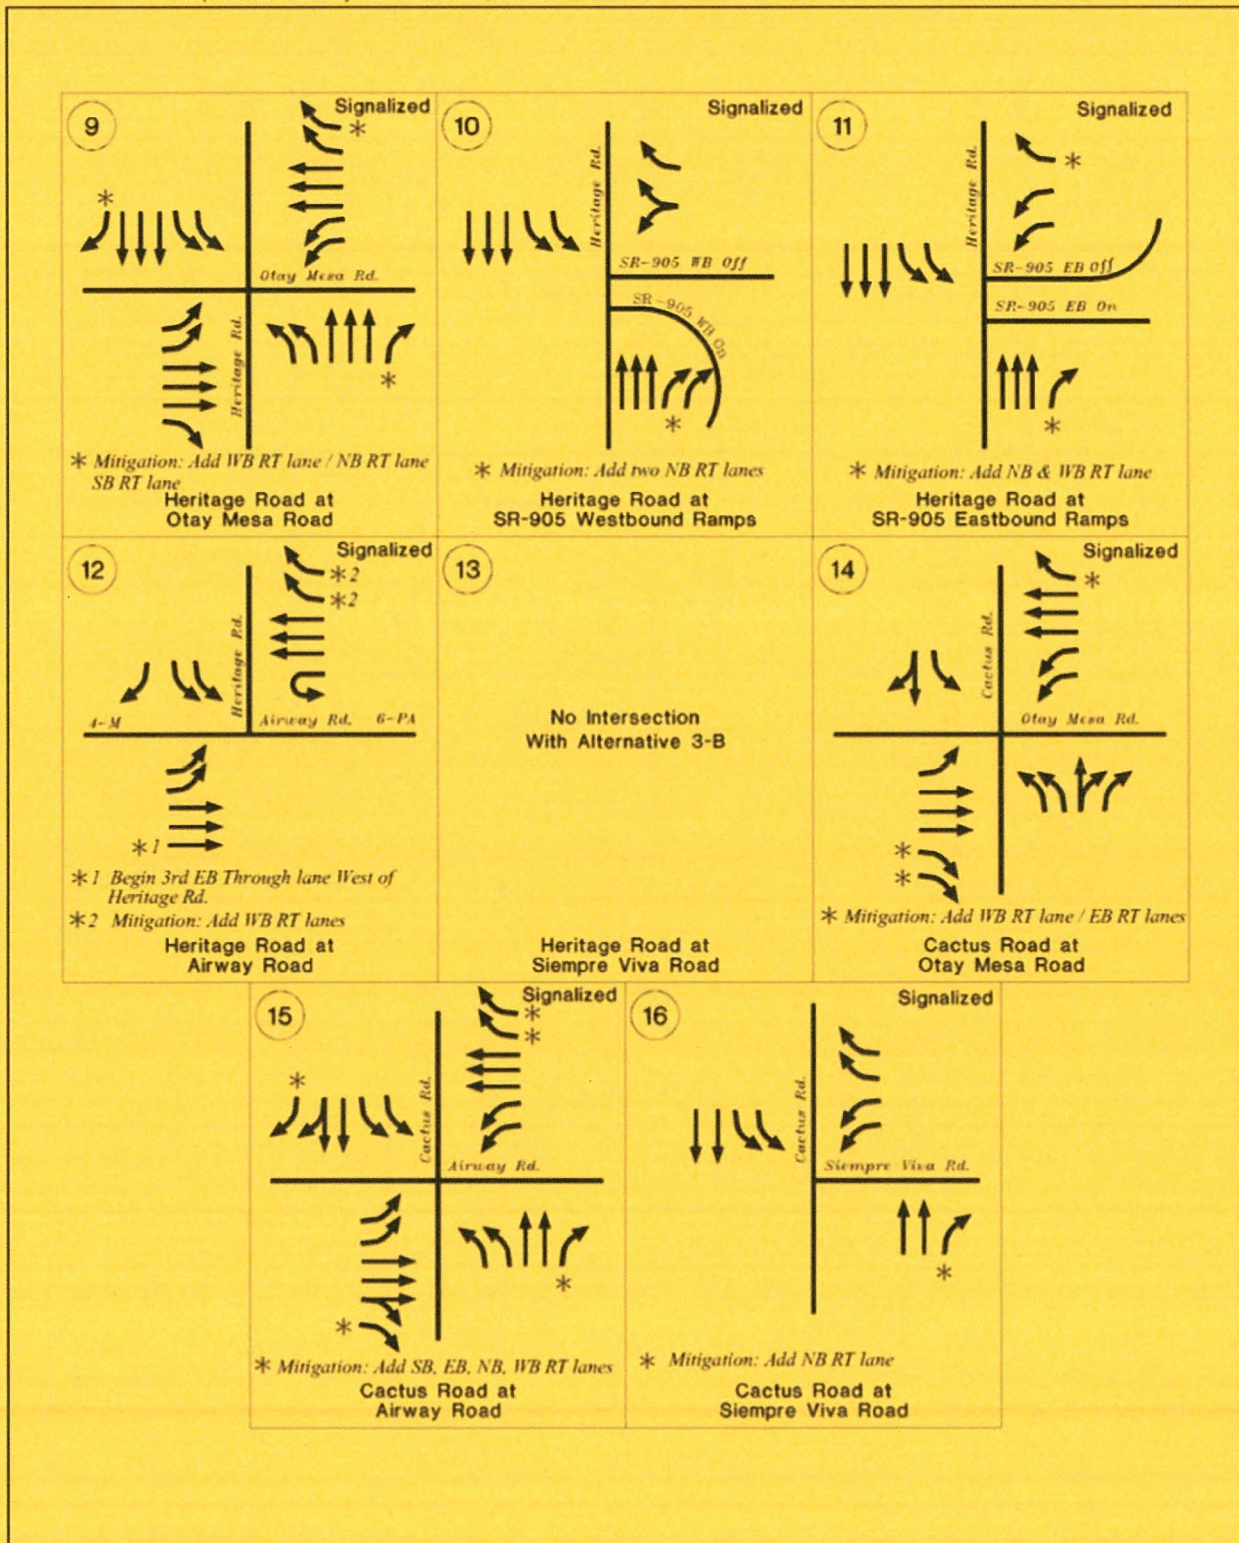 9
Signalized
*
*
Otay Mesa Rd.
Heritage Rd.
*
* Mitigation: Add WB RT lane / NB RT lane
SB RT lane
Heritage Road at
Otay Mesa Road
10
Signalized
Heritage Rd.
SR-905 WB Off
SR-905 WB On
*
* Mitigation: Add two NB RT lanes
Heritage Road at
SR-905 Westbound Ramps
11
Signalized
Heritage Rd.
*
SR-905 EB Off
SR-905 EB On
*
* Mitigation: Add NB & WB RT lane
Heritage Road at
SR-905 Eastbound Ramps
12
Signalized
*2
*2
Heritage Rd.
4-M
Airway Rd. 6-PA
*1
*1 Begin 3rd EB Through lane West of
Heritage Rd.
*2 Mitigation: Add WB RT lanes
Heritage Road at
Airway Road
13
No Intersection
With Alternative 3-B
Heritage Road at
Siempre Viva Road
14
Signalized
*
Cactus Rd.
Otay Mesa Rd.
*
*
* Mitigation: Add WB RT lane / EB RT lanes
Cactus Road at
Otay Mesa Road
15
Signalized
*
*
*
Cactus Rd.
Airway Rd.
*
*
* Mitigation: Add SB, EB, NB, WB RT lanes
Cactus Road at
Airway Road
16
Signalized
Cactus Rd.
Siempre Viva Rd.
*
* Mitigation: Add NB RT lane
Cactus Road at
Siempre Viva Road